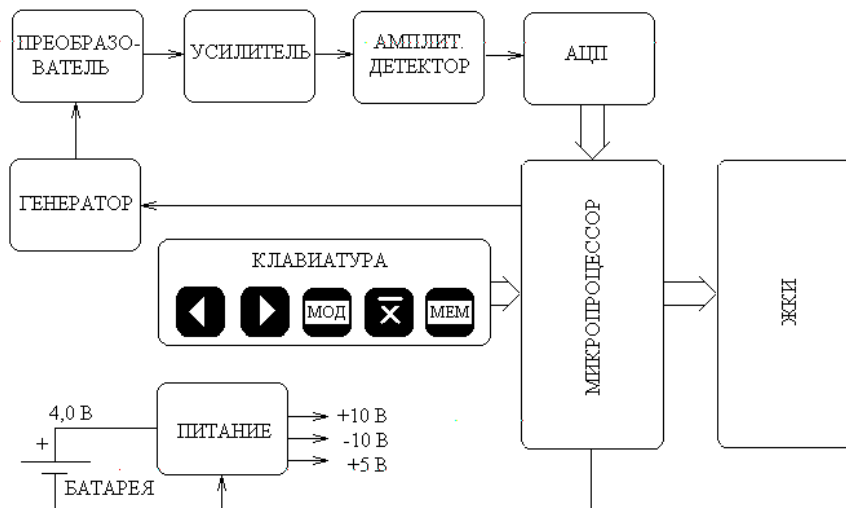 ПРЕОБРАЗО-
ВАТЕЛЬ
УСИЛИТЕЛЬ
АМПЛИТ.
ДЕТЕКТОР
АЦП
ГЕНЕРАТОР
МИКРОПРОЦЕССОР
ЖКИ
КЛАВИАТУРА
МОД
X̅
МЕМ
4,0 В
+
БАТАРЕЯ
ПИТАНИЕ
+10 В
-10 В
+5 В